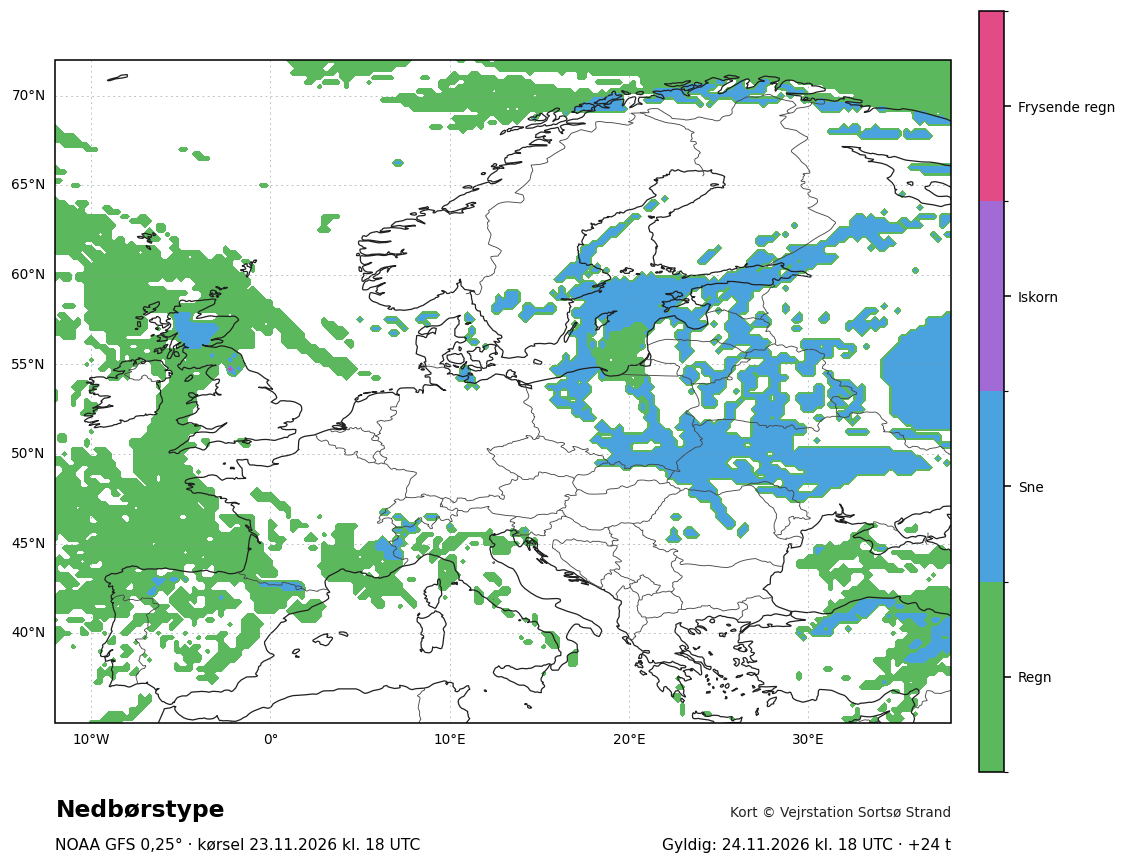 70°N
65°N
60°N
55°N
50°N
45°N
40°N
10°W
0°
10°E
20°E
30°E
Frysende regn
Iskorn
Sne
Regn
Nedbørstype
Kort © Vejrstation Sortsø Strand
NOAA GFS 0,25° · kørsel 23.11.2026 kl. 18 UTC
Gyldig: 24.11.2026 kl. 18 UTC · +24 t